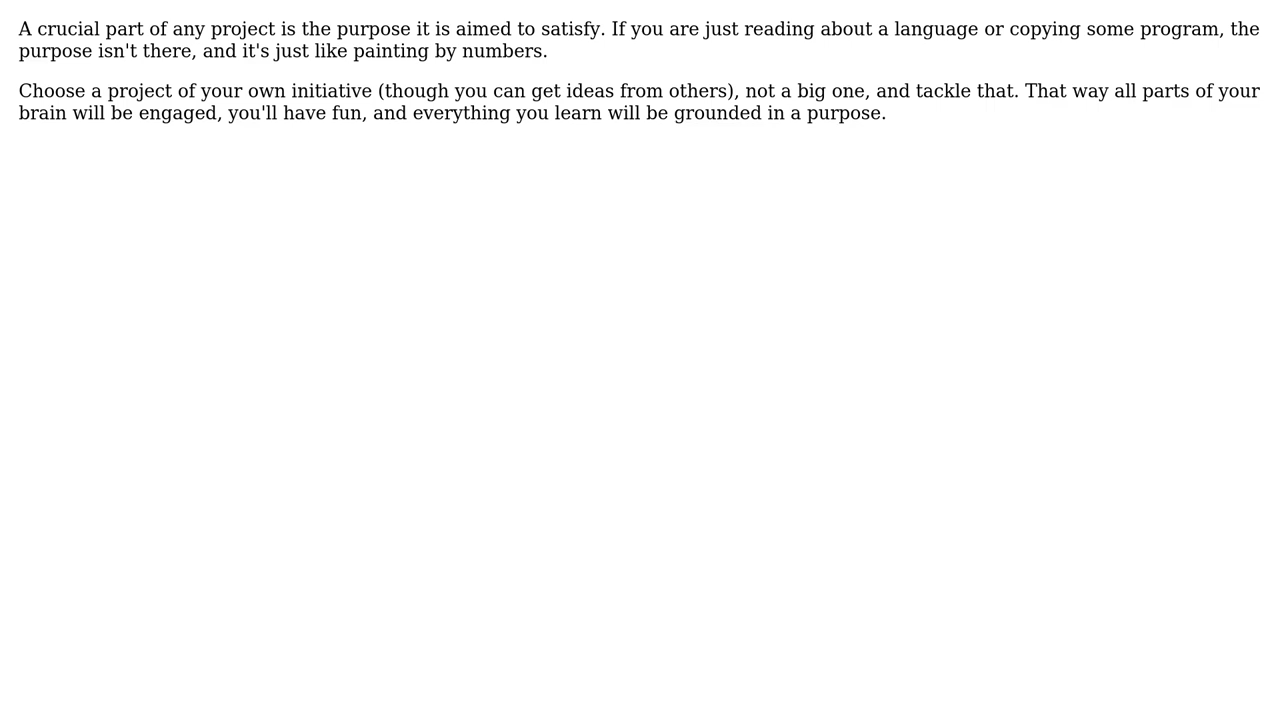 A crucial part of any project is the purpose it is aimed to satisfy. If you are just reading about a language or copying some program, the
purpose isn't there, and it's just like painting by numbers.
Choose a project of your own initiative (though you can get ideas from others), not a big one, and tackle that. That way all parts of your
brain will be engaged, you'll have fun, and everything you learn will be grounded in a purpose.